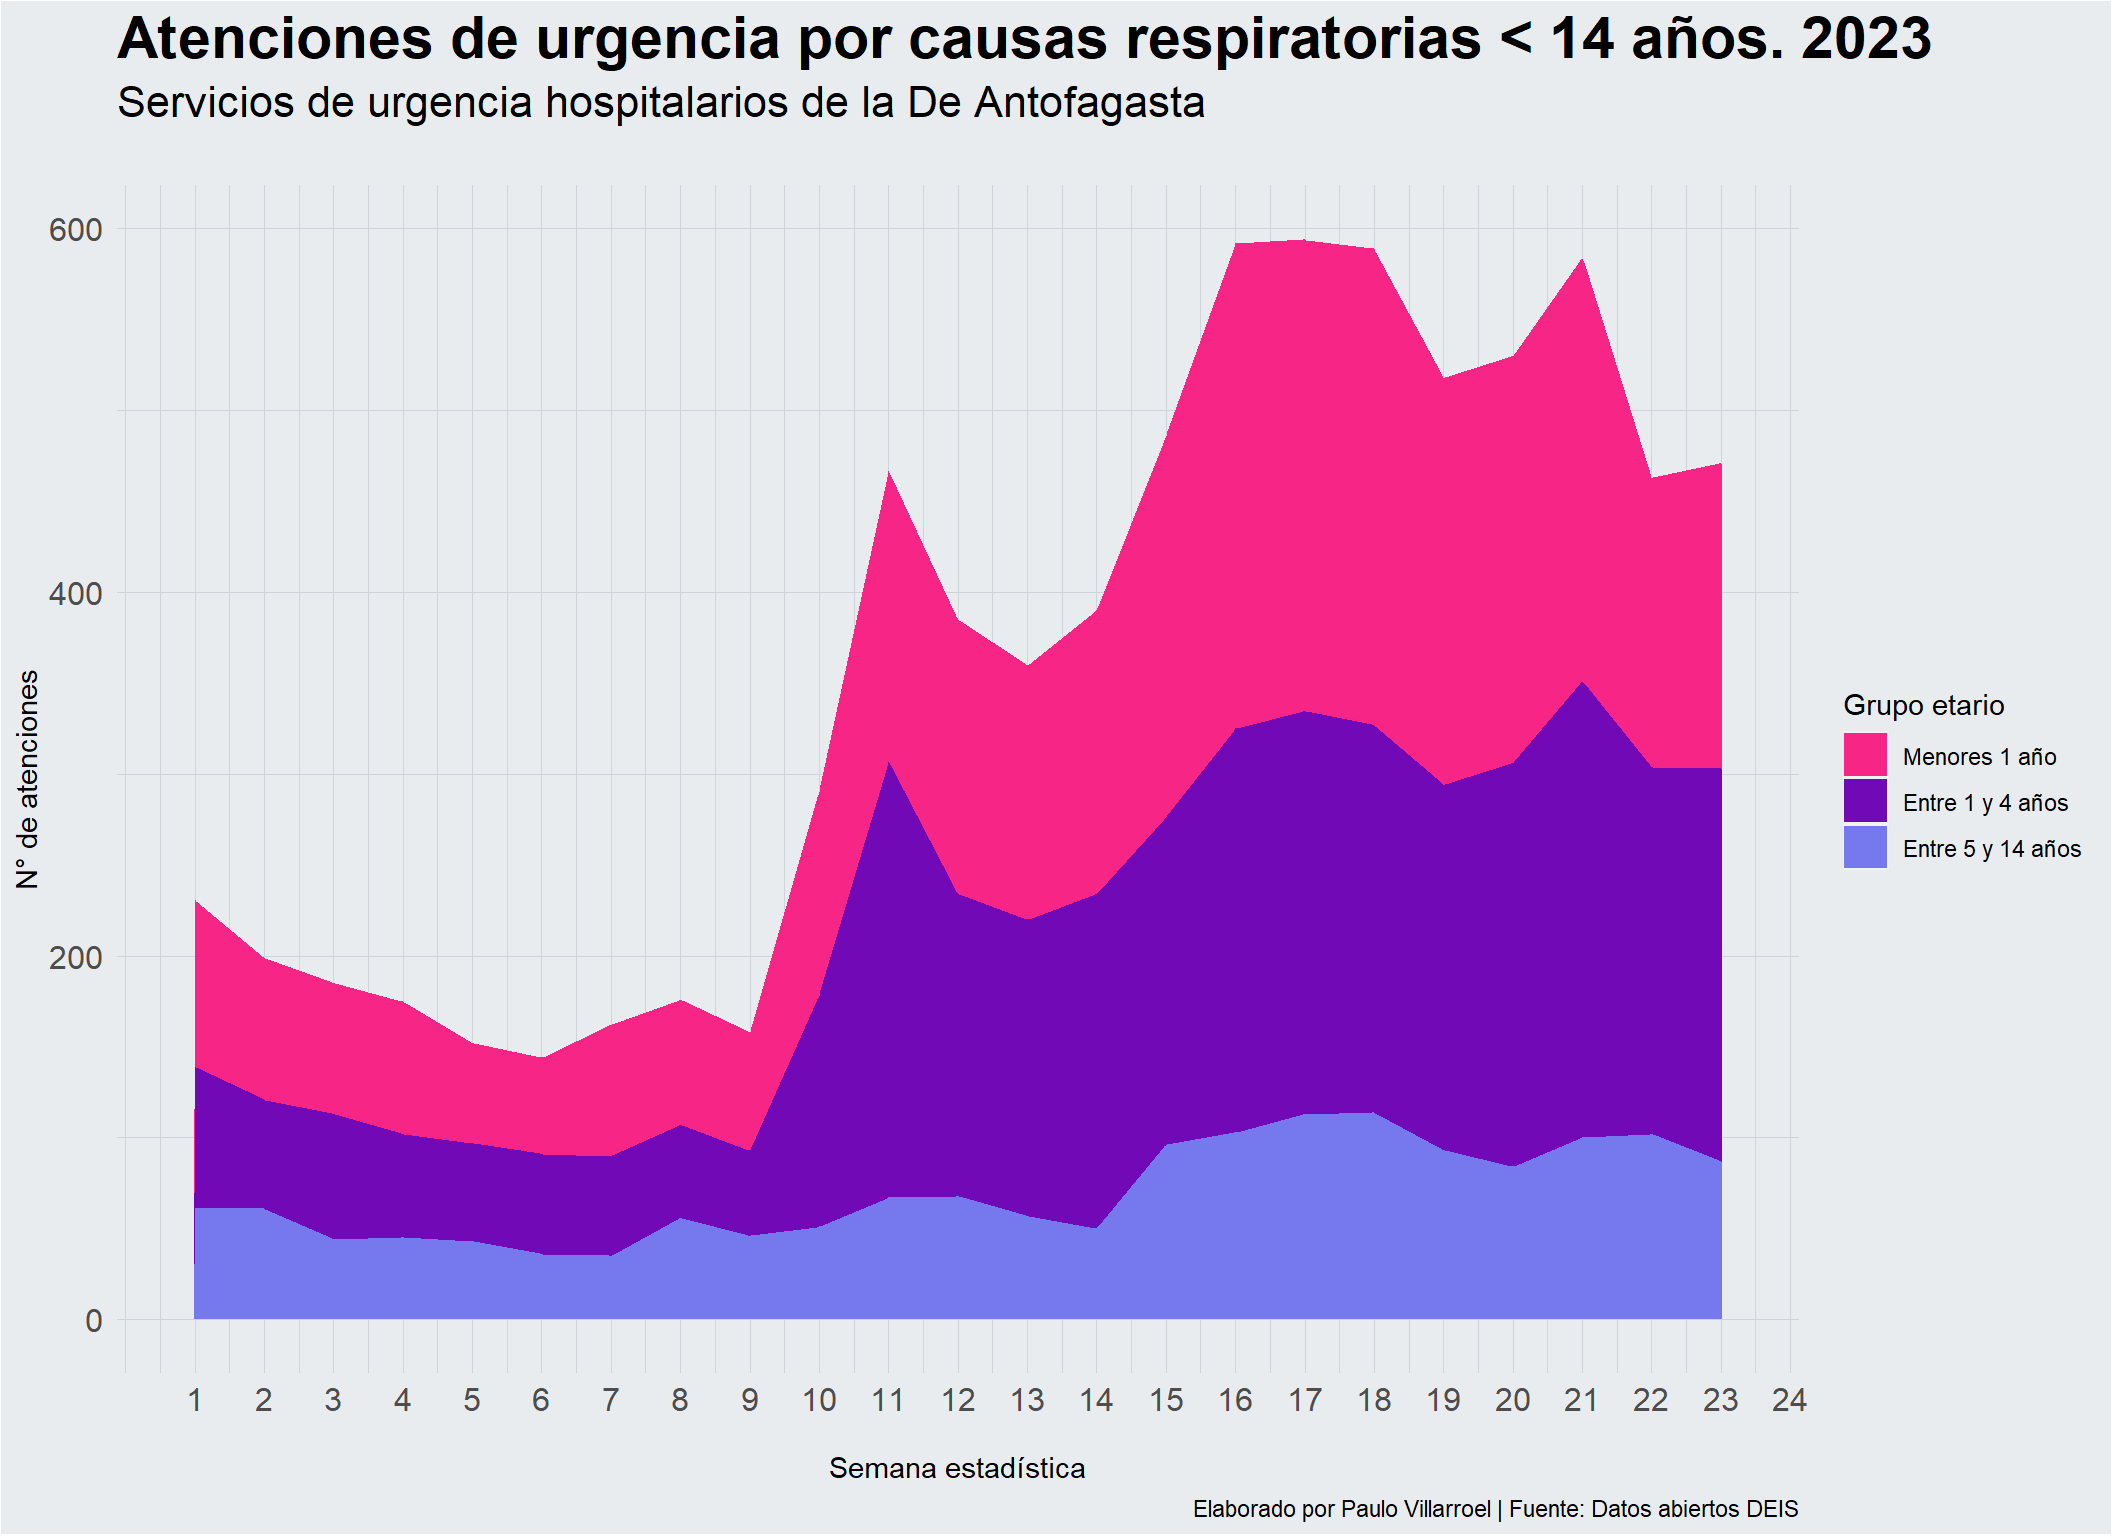 Atenciones de urgencia por causas respiratorias < 14 años. 2023
Servicios de urgencia hospitalarios de la De Antofagasta
600
400
200
0
N° de atenciones
1 2 3 4 5 6 7 8 9 10 11 12 13 14 15 16 17 18 19 20 21 22 23 24
Semana estadística
Grupo etario
Menores 1 año
Entre 1 y 4 años
Entre 5 y 14 años
Elaborado por Paulo Villarroel | Fuente: Datos abiertos DEIS